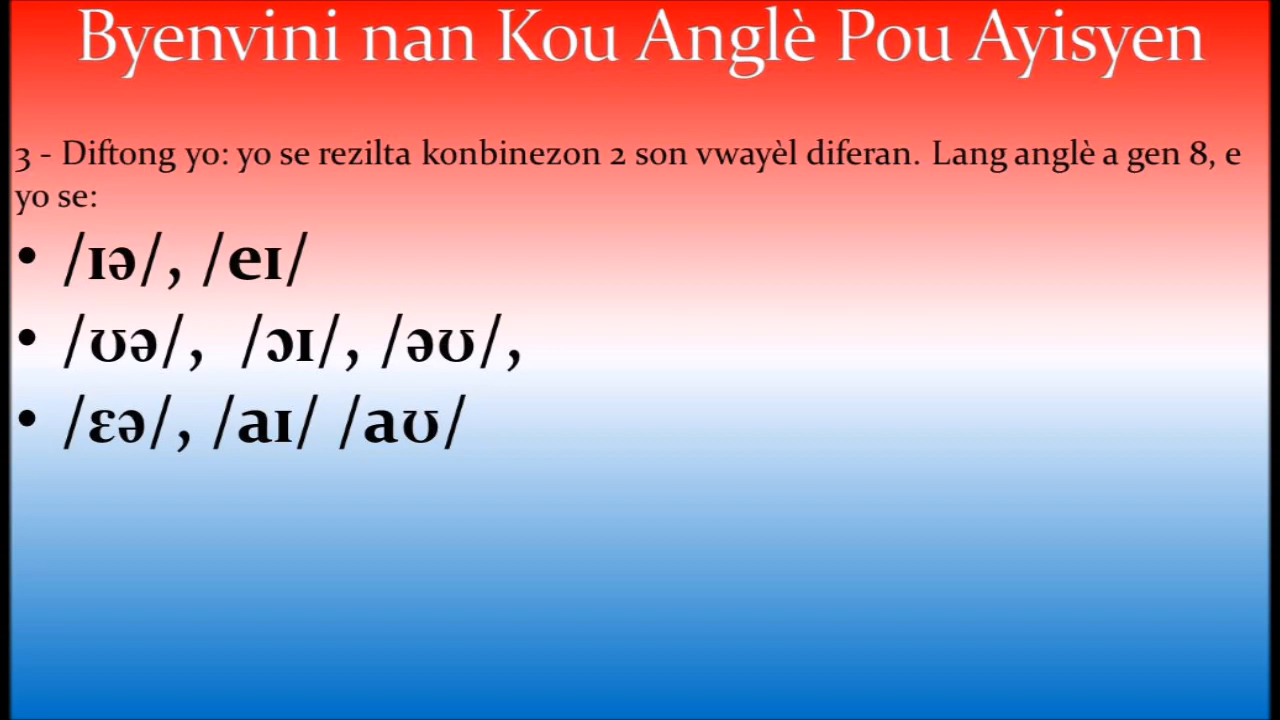 Byenvini nan Kou Anglè Pou Ayisyen
3 - Diftong yo: yo se rezilta konbinezon 2 son vwayèl diferan. Lang anglè a gen 8, e
yo se:
• /ɪə/, /eɪ/
• /ʊə/, /ɔɪ/, /əʊ/,
• /ɛə/, /aɪ/ /aʊ/